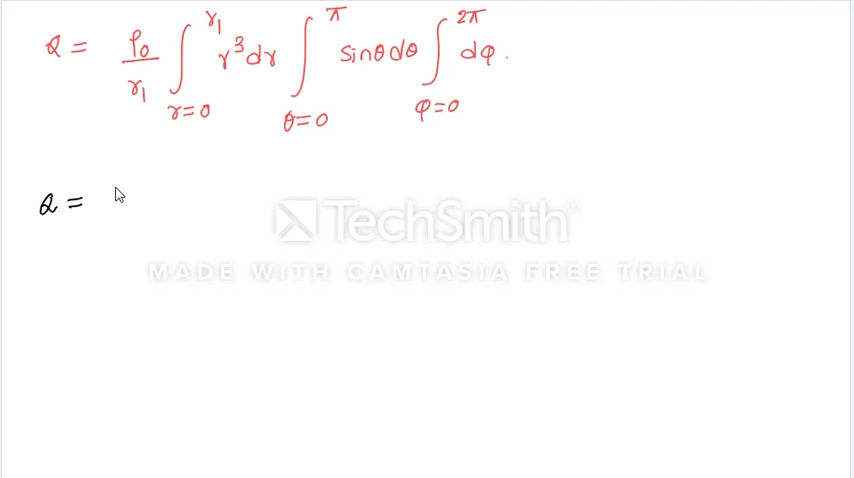 Q = ρ₀/r₁ ∫_{r=0}^{r₁} r³dr ∫_{θ=0}^{π} sinθdθ ∫_{φ=0}^{2π} dφ.
Q =
TechSmith
MADE WITH CAMTASIA FREE TRIAL